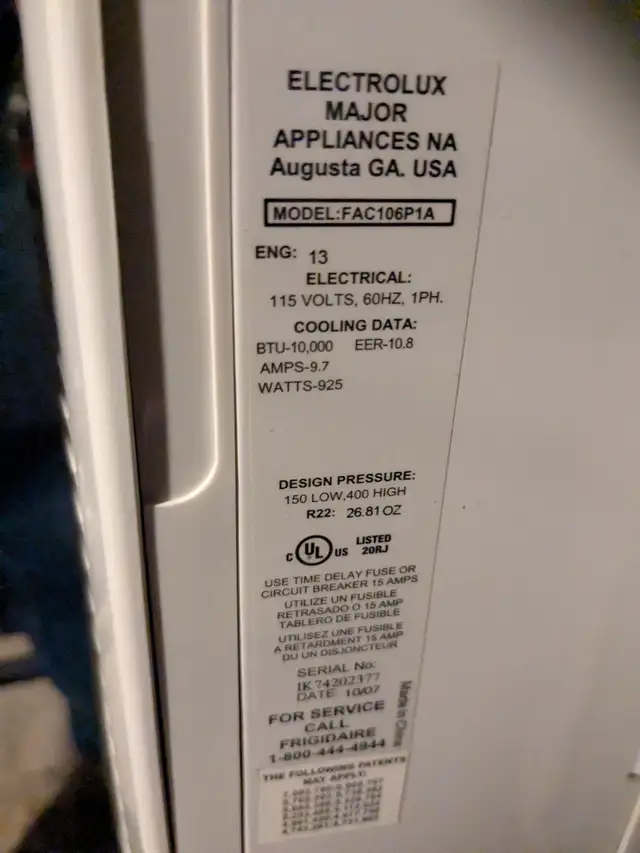 ELECTROLUX
MAJOR
APPLIANCES NA
Augusta GA. USA
MODEL:FAC106P1A
ENG: 13
ELECTRICAL:
115 VOLTS, 60HZ, 1PH.
COOLING DATA:
BTU-10,000 EER-10.8
AMPS-9.7
WATTS-925
DESIGN PRESSURE:
150 LOW,400 HIGH
R22: 26.81 OZ
C UL US LISTED
20RJ
USE TIME DELAY FUSE OR
CIRCUIT BREAKER 15 AMPS
UTILIZE UN FUSIBLE
RETRASADO O 15 AMP
TABLERO DE FUSIBLE
UTILISEZ UNE FUSIBLE
A RETARDMENT 15 AMP
DU UN DISJONCTEUR
SERIAL No.
IK74202377
DATE 10/07
Made in China
FOR SERVICE
CALL
FRIGIDAIRE
1-800-444-4944
THE FOLLOWING PATENTS
MAY APPLY: